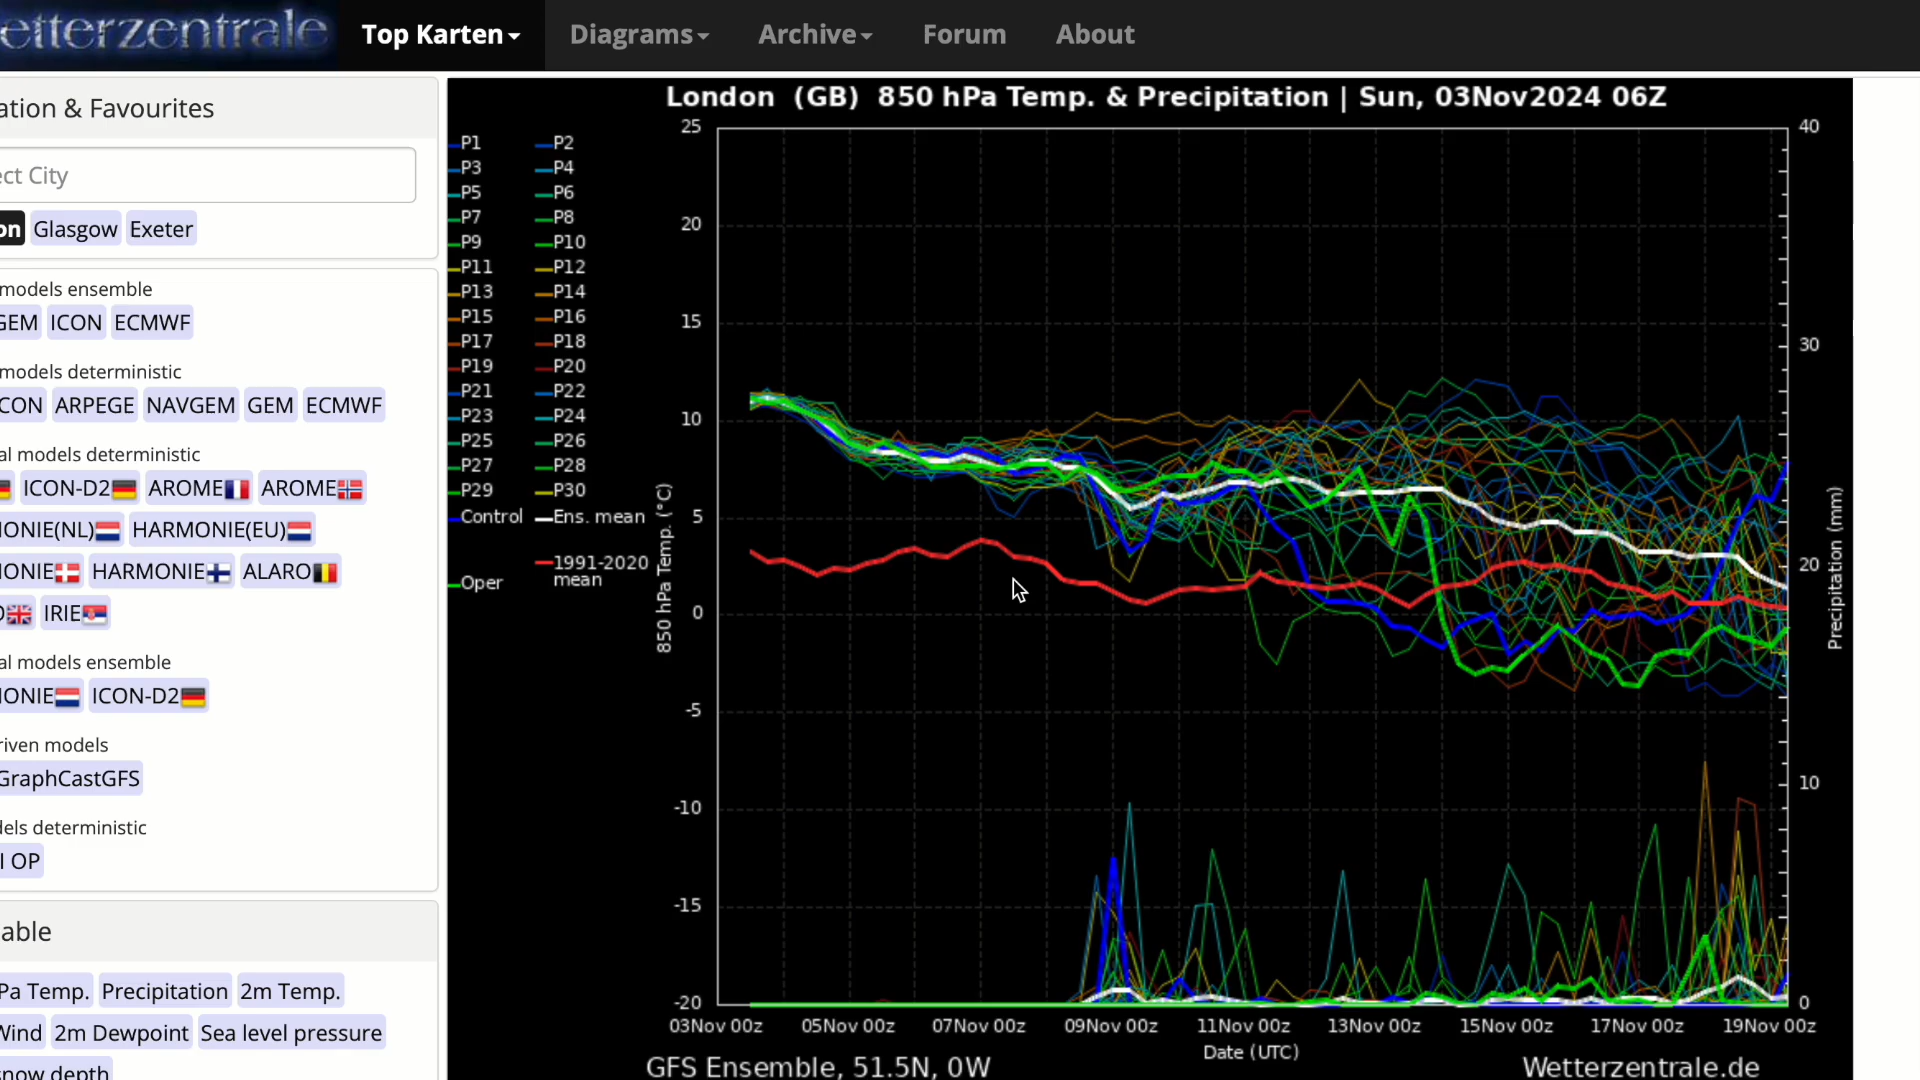 etterzentrale
Top Karten
Diagrams
Archive
Forum
About
ation & Favourites
ect City
on Glasgow Exeter
models ensemble
GEM ICON ECMWF
models deterministic
CON ARPEGE NAVGEM GEM ECMWF
al models deterministic
ICON-D2 AROME AROME
ONIE(NL) HARMONIE(EU)
ONIE HARMONIE ALARO
IRIE
al models ensemble
ONIE ICON-D2
riven models
GraphCastGFS
dels deterministic
I OP
able
Pa Temp. Precipitation 2m Temp.
Wind 2m Dewpoint Sea level pressure
snow depth
London (GB) 850 hPa Temp. & Precipitation | Sun, 03Nov2024 06Z
P1 P2
P3 P4
P5 P6
P7 P8
P9 P10
P11 P12
P13 P14
P15 P16
P17 P18
P19 P20
P21 P22
P23 P24
P25 P26
P27 P28
P29 P30
Control Ens. mean
Oper 1991-2020
mean
850 hPa Temp. (°C)
25
20
15
10
5
0
-5
-10
-15
-20
40
30
20
10
0
Precipitation (mm)
03Nov 00z 05Nov 00z 07Nov 00z 09Nov 00z 11Nov 00z 13Nov 00z 15Nov 00z 17Nov 00z 19Nov 00z
Date (UTC)
GFS Ensemble, 51.5N, 0W
Wetterzentrale.de